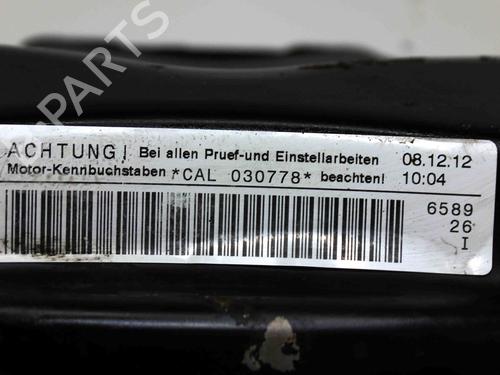 B-PARTS
ACHTUNG! Bei allen Pruef-und Einstellarbeiten 08.12.12
Motor-Kennbuchstaben *CAL 030778* beachten! 10:04
6589
26
I